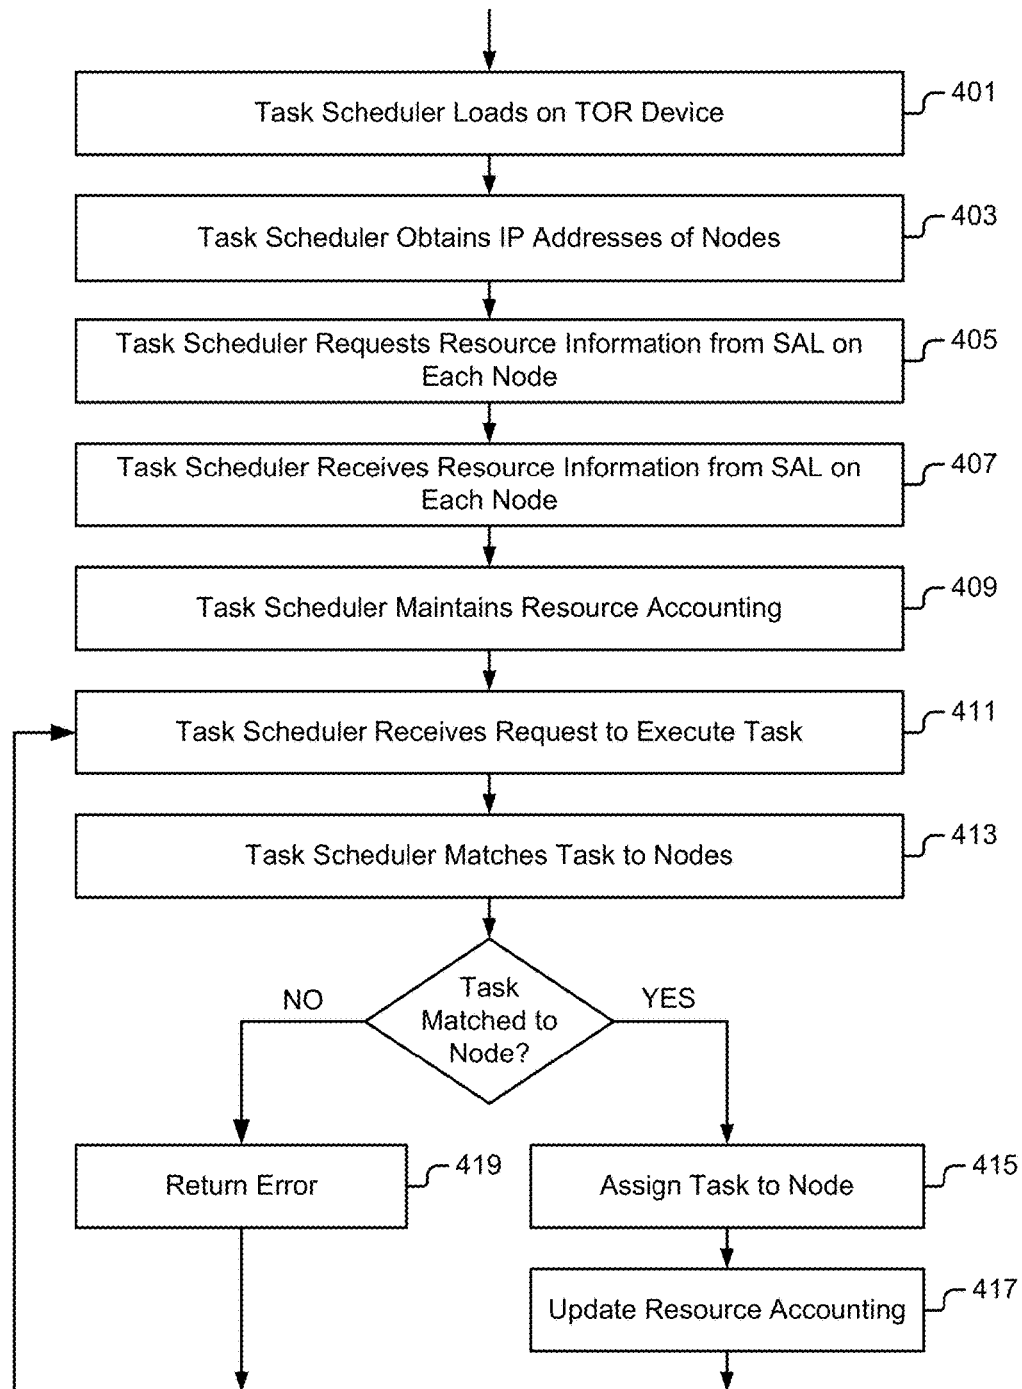 Task Scheduler Loads on TOR Device
401
Task Scheduler Obtains IP Addresses of Nodes
403
Task Scheduler Requests Resource Information from SAL on
Each Node
405
Task Scheduler Receives Resource Information from SAL on
Each Node
407
Task Scheduler Maintains Resource Accounting
409
Task Scheduler Receives Request to Execute Task
411
Task Scheduler Matches Task to Nodes
413
NO
Task
Matched to
Node?
YES
Return Error
419
Assign Task to Node
415
Update Resource Accounting
417